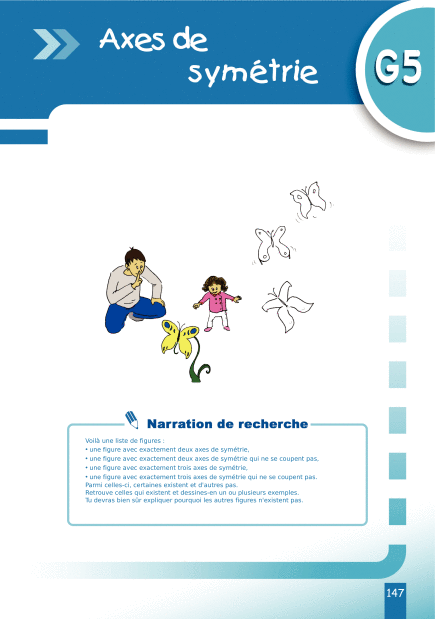 Axes de
symétrie
G5
Narration de recherche
Voilà une liste de figures :
• une figure avec exactement deux axes de symétrie,
• une figure avec exactement deux axes de symétrie qui ne se coupent pas,
• une figure avec exactement trois axes de symétrie,
• une figure avec exactement trois axes de symétrie qui ne se coupent pas.
Parmi celles-ci, certaines existent et d'autres pas.
Retrouve celles qui existent et dessines-en un ou plusieurs exemples.
Tu devras bien sûr expliquer pourquoi les autres figures n'existent pas.
147